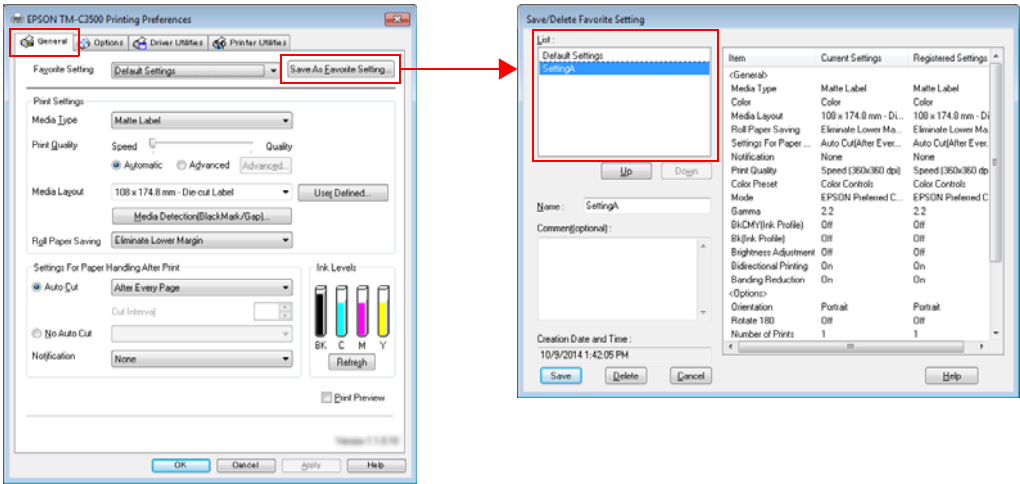 EPSON TM-C3500 Printing Preferences
General
Options
Driver Utilities
Printer Utilities
Favorite Setting
Default Settings
Save As Favorite Setting...
Print Settings
Media Type
Matte Label
Print Quality
Speed
Quality
Automatic
Advanced
Advanced...
Media Layout
108 x 174.8 mm - Die-cut Label
User Defined...
Media Detection(BlackMark/Gap)...
Roll Paper Saving
Eliminate Lower Margin
Settings For Paper Handling After Print
Auto Cut
After Every Page
Cut Interval
No Auto Cut
Notification
None
Ink Levels
BK C M Y
Refresh
Print Preview
OK
Cancel
Apply
Help
Save/Delete Favorite Setting
List :
Default Settings
SettingA
Up
Down
Name :
SettingA
Comment(optional) :
Creation Date and Time :
10/9/2014 1:42:05 PM
Save
Delete
Cancel
Item Current Settings Registered Settings
<General>
Media Type Matte Label Matte Label
Color Color Color
Media Layout 108 x 174.8 mm - Di... 108 x 174.8 mm - Di
Roll Paper Saving Eliminate Lower Ma... Eliminate Lower Ma
Settings For Paper ... Auto Cut(After Ever... Auto Cut(After Ever
Notification None None
Print Quality Speed (360x360 dpi) Speed (360x360 dp
Color Preset Color Controls Color Controls
Mode EPSON Preferred C... EPSON Preferred C
Gamma 2.2 2.2
BkCMY(Ink Profile) Off Off
Bk(Ink Profile) Off Off
Brightness Adjustment Off Off
Bidirectional Printing On On
Banding Reduction On On
<Options>
Orientation Portrait Portrait
Rotate 180 Off Off
Number of Prints 1 1
Help